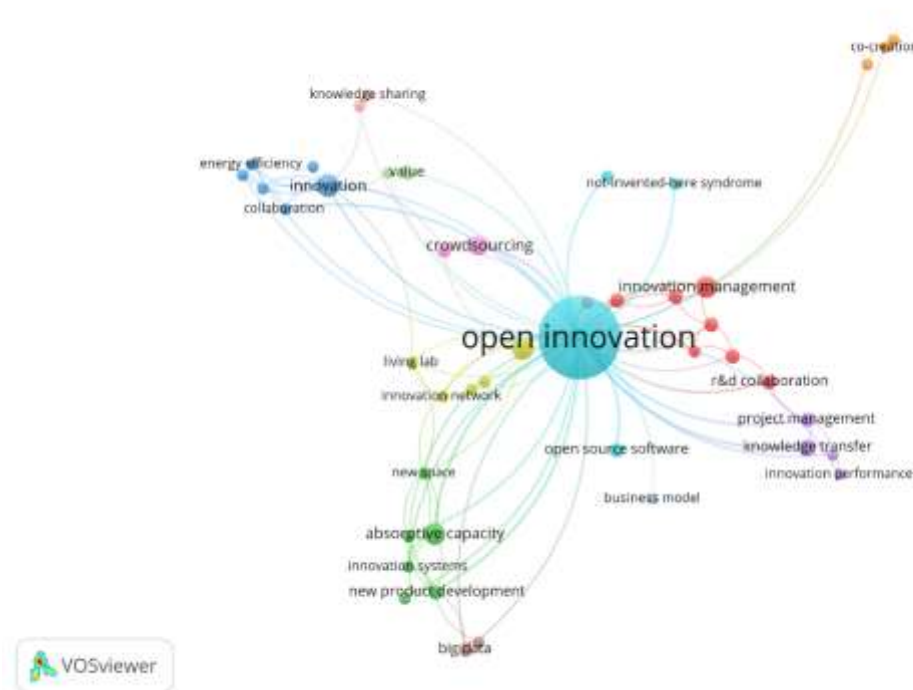 co-creation
knowledge sharing
energy efficiency
value
innovation
not-invented-here syndrome
collaboration
crowdsourcing
innovation management
open innovation
living lab
r&d collaboration
innovation network
project management
knowledge transfer
open source software
new space
innovation performance
business model
absorptive capacity
innovation systems
new product development
big data
VOSviewer